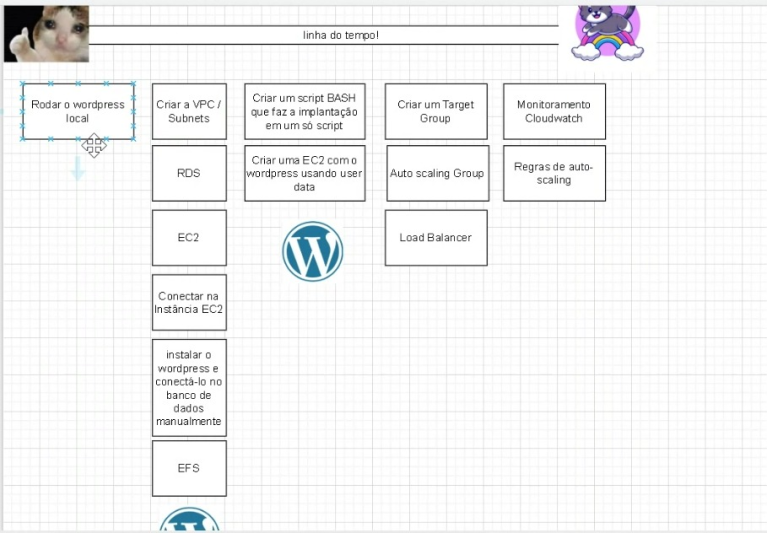 linha do tempo!
Rodar o wordpress
local
Criar a VPC /
Subnets
RDS
EC2
Conectar na
Instância EC2
instalar o
wordpress e
conectá-lo no
banco de
dados
manualmente
EFS
Criar um script BASH
que faz a implantação
em um só script
Criar uma EC2 com o
wordpress usando user
data
Criar um Target
Group
Auto scaling Group
Load Balancer
Monitoramento
Cloudwatch
Regras de auto-
scaling